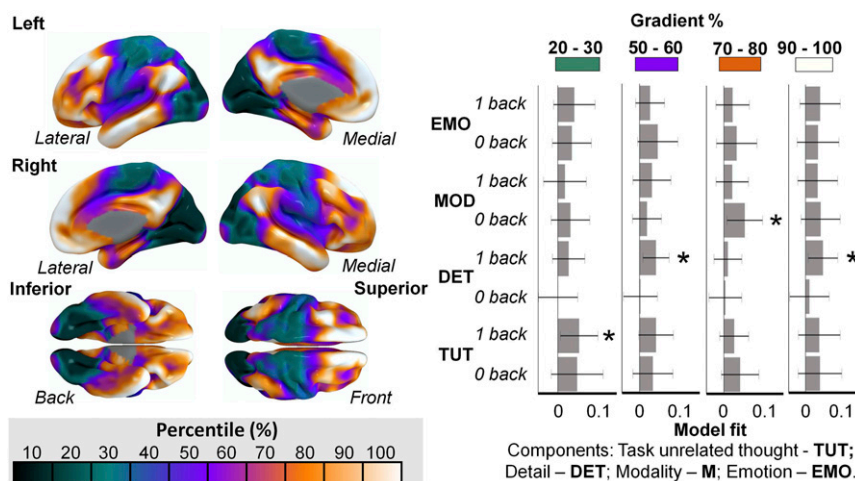 Left
Lateral
Medial
Right
Lateral
Medial
Inferior
Superior
Back
Front
Percentile (%)
10 20 30 40 50 60 70 80 90 100
Gradient %
20 - 30 50 - 60 70 - 80 90 - 100
EMO
1 back
0 back
MOD
1 back
0 back *
DET
1 back * *
0 back
TUT
1 back *
0 back
0 0.1 0 0.1 0 0.1 0 0.1
Model fit
Components: Task unrelated thought - TUT;
Detail – DET; Modality – M; Emotion – EMO.